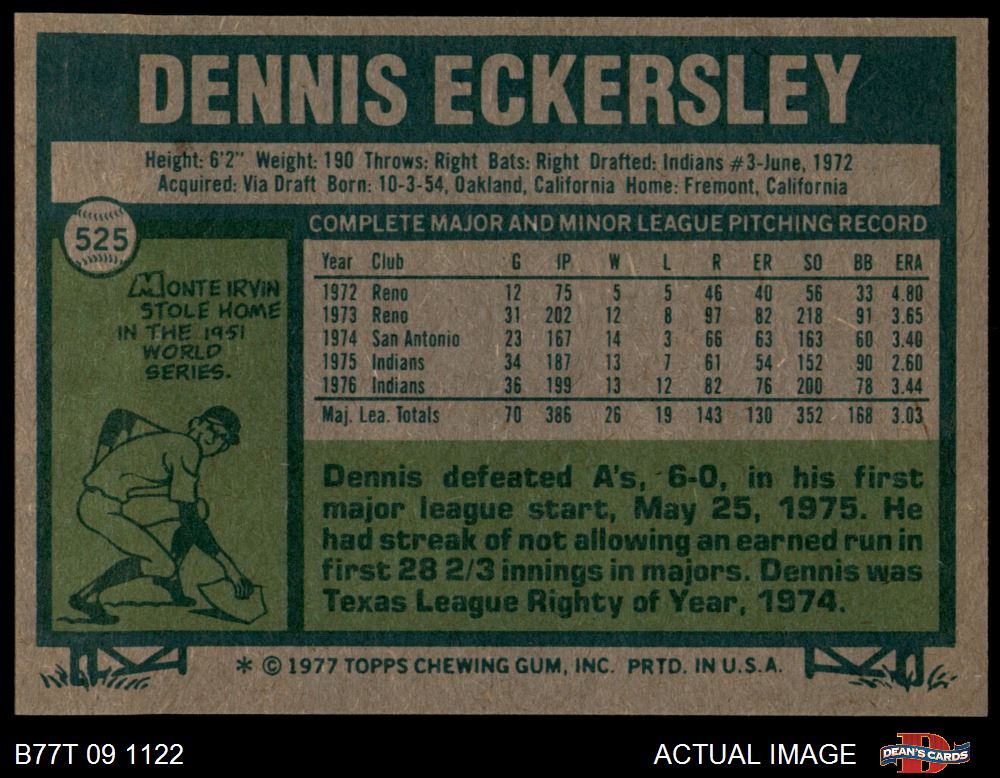 DENNIS ECKERSLEY
Height: 6'2" Weight: 190 Throws: Right Bats: Right Drafted: Indians #3-June, 1972
Acquired: Via Draft Born: 10-3-54, Oakland, California Home: Fremont, California
525
MONTE IRVIN
STOLE HOME
IN THE 1951
WORLD
SERIES.
COMPLETE MAJOR AND MINOR LEAGUE PITCHING RECORD
Year Club G IP W L R ER SO BB ERA
1972 Reno 12 75 5 5 46 40 56 33 4.80
1973 Reno 31 202 12 8 97 82 218 91 3.65
1974 San Antonio 23 167 14 3 66 63 163 60 3.40
1975 Indians 34 187 13 7 61 54 152 90 2.60
1976 Indians 36 199 13 12 82 76 200 78 3.44
Maj. Lea. Totals 70 386 26 19 143 130 352 168 3.03
Dennis defeated A's, 6-0, in his first
major league start, May 25, 1975. He
had streak of not allowing an earned run in
first 28 2/3 innings in majors. Dennis was
Texas League Righty of Year, 1974.
* © 1977 TOPPS CHEWING GUM, INC. PRTD. IN U.S.A.
B77T 09 1122
ACTUAL IMAGE
D
DEAN'S CARDS